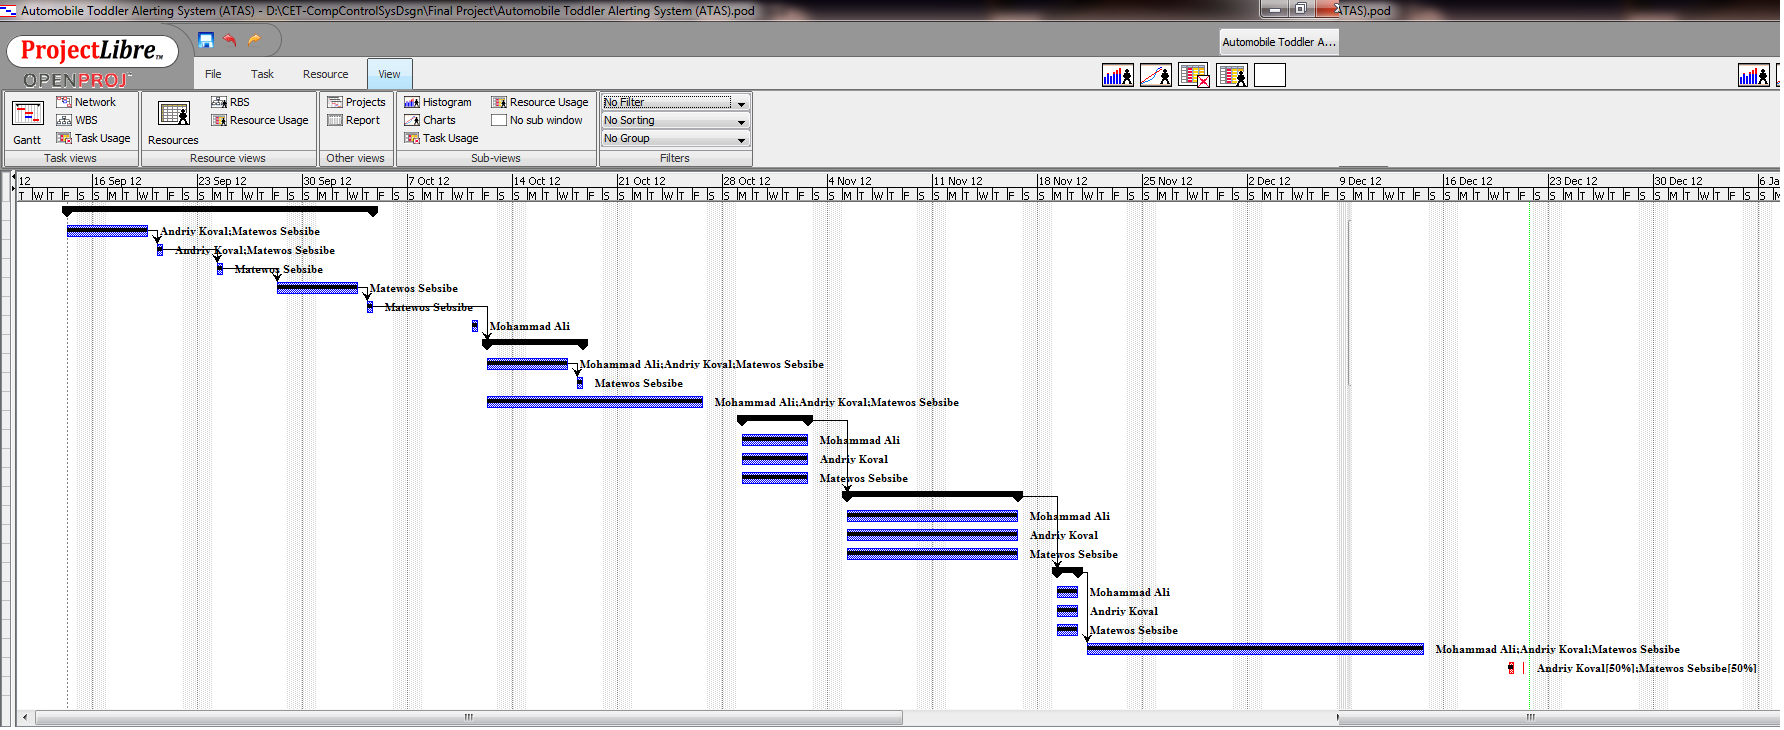 Automobile Toddler Alerting System (ATAS) - D:\CET-CompControlSysDsgn\Final Project\Automobile Toddler Alerting System (ATAS).pod
ATAS).pod
ProjectLibre TM
OPENPROJ
Automobile Toddler A...
File Task Resource View
Network
WBS
Task Usage
Gantt
Task views
RBS
Resource Usage
Resources
Resource views
Projects
Report
Other views
Histogram
Charts
Task Usage
Resource Usage
No sub window
Sub-views
No Filter
No Sorting
No Group
Filters
12 16 Sep 12 23 Sep 12 30 Sep 12 7 Oct 12 14 Oct 12 21 Oct 12 28 Oct 12 4 Nov 12 11 Nov 12 18 Nov 12 25 Nov 12 2 Dec 12 9 Dec 12 16 Dec 12 23 Dec 12 30 Dec 12 6 Ja
T W T F S S M T W T F S S M T W T F S S M T W T F S S M T W T F S S M T W T F S S M T W T F S S M T W T F S S M T W T F S S M T W T F S S M T W T F S S M T W T F S S M T W T F S S M T W T F S S M T W T F S S M T W T F S S M T W T F S S M
Andriy Koval;Matewos Sebsibe
Andriy Koval;Matewos Sebsibe
Matewos Sebsibe
Matewos Sebsibe
Matewos Sebsibe
Mohammad Ali
Mohammad Ali;Andriy Koval;Matewos Sebsibe
Matewos Sebsibe
Mohammad Ali;Andriy Koval;Matewos Sebsibe
Mohammad Ali
Andriy Koval
Matewos Sebsibe
Mohammad Ali
Andriy Koval
Matewos Sebsibe
Mohammad Ali
Andriy Koval
Matewos Sebsibe
Mohammad Ali;Andriy Koval;Matewos Sebsibe
Andriy Koval[50%];Matewos Sebsibe[50%]